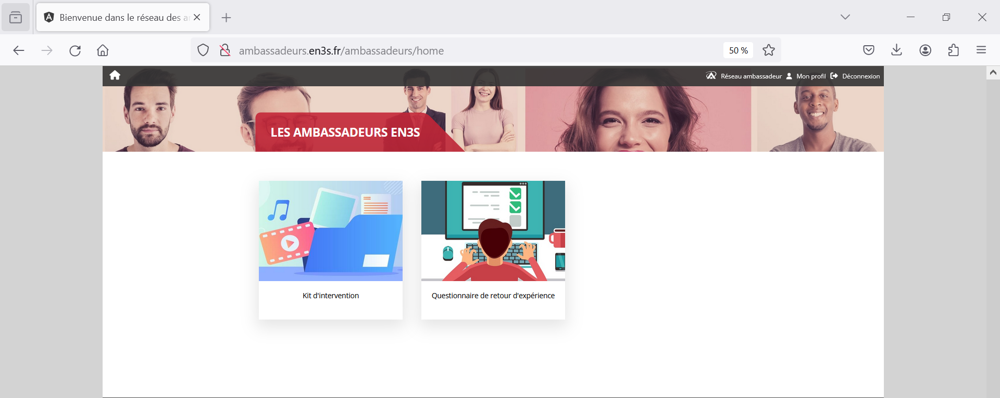 Bienvenue dans le réseau des a
ambassadeurs.en3s.fr/ambassadeurs/home
50 %
Réseau ambassadeur Mon profil Déconnexion
LES AMBASSADEURS EN3S
Kit d'intervention
Questionnaire de retour d'expérience